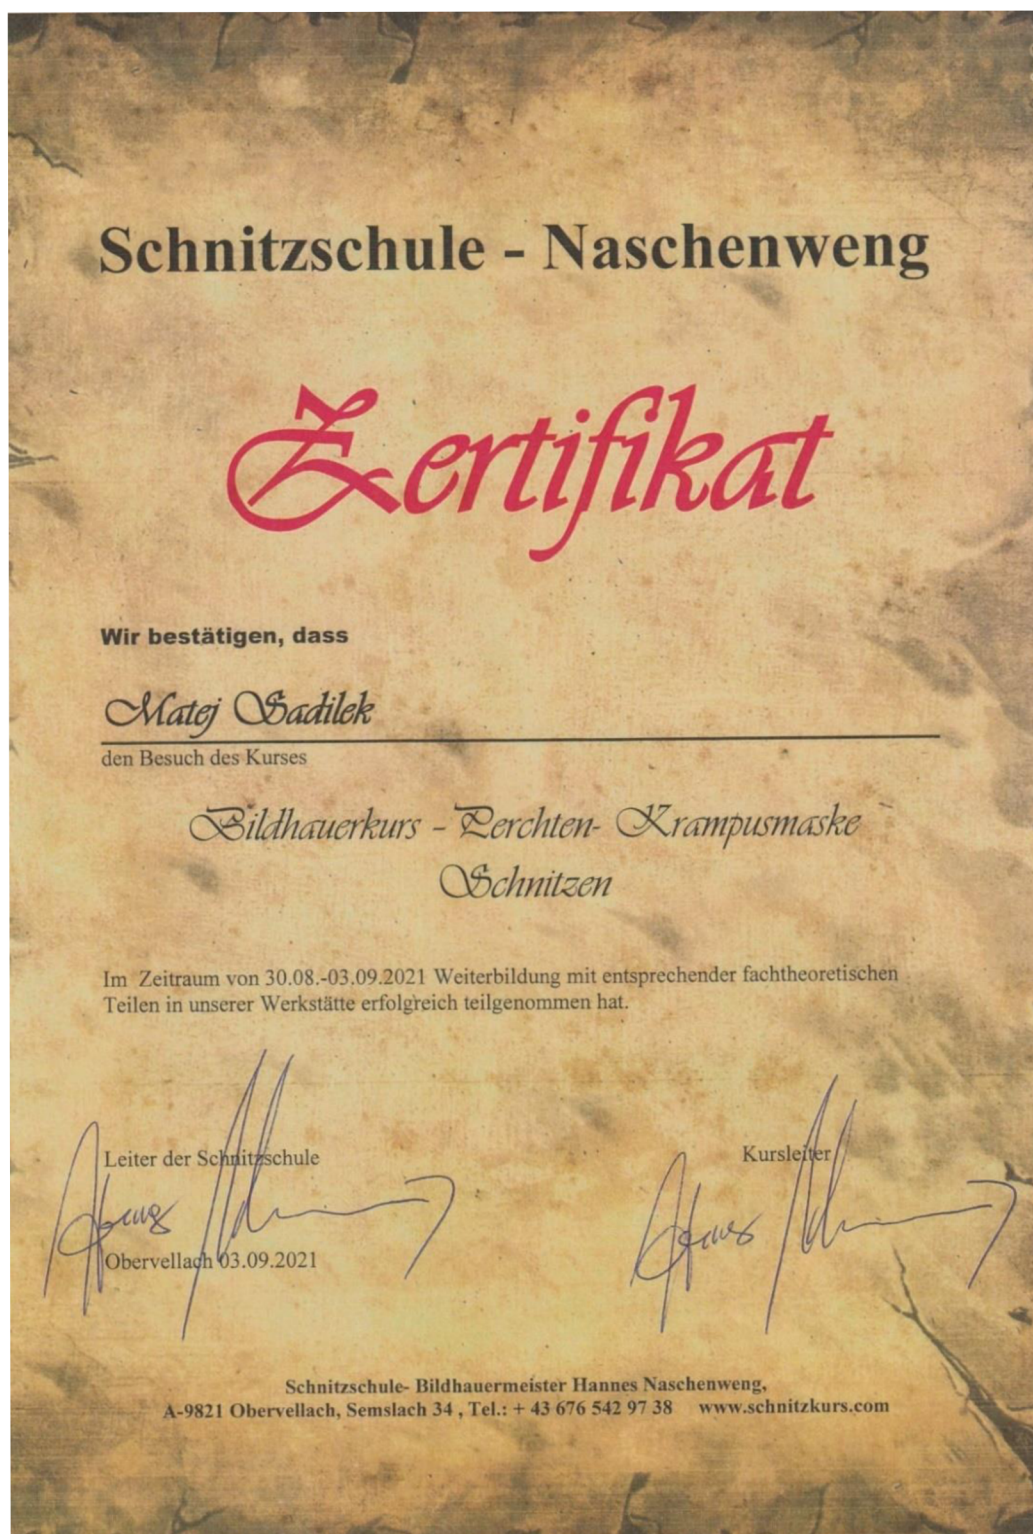 Schnitzschule - Naschenweng
Zertifikat
Wir bestätigen, dass
Matej Sadilek
den Besuch des Kurses
Bildhauerkurs - Perchten- Krampusmaske
Schnitzen
Im Zeitraum von 30.08.-03.09.2021 Weiterbildung mit entsprechender fachtheoretischen
Teilen in unserer Werkstätte erfolgreich teilgenommen hat.
Leiter der Schnitzschule
Kursleiter
Obervellach 03.09.2021
Schnitzschule- Bildhauermeister Hannes Naschenweng,
A-9821 Obervellach, Semslach 34 , Tel.: + 43 676 542 97 38 www.schnitzkurs.com